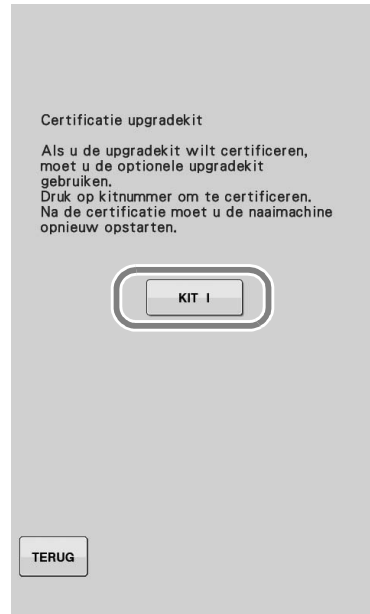 Certificatie upgradekit
Als u de upgradekit wilt certificeren,
moet u de optionele upgradekit
gebruiken.
Druk op kitnummer om te certificeren.
Na de certificatie moet u de naaimachine
opnieuw opstarten.
KIT I
TERUG